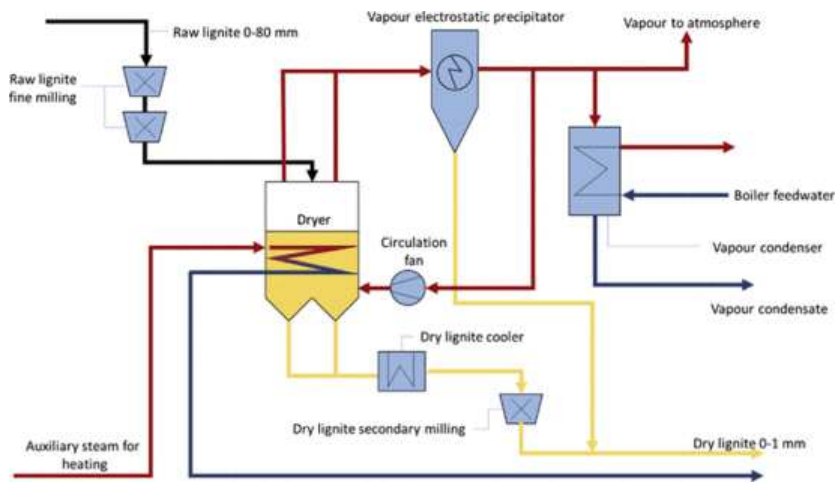 Vapour electrostatic precipitator
Vapour to atmosphere
Raw lignite 0-80 mm
Raw lignite
fine milling
Dryer
Circulation
fan
Boiler feedwater
Vapour condenser
Vapour condensate
Dry lignite cooler
Dry lignite secondary milling
Auxiliary steam for
heating
Dry lignite 0-1 mm